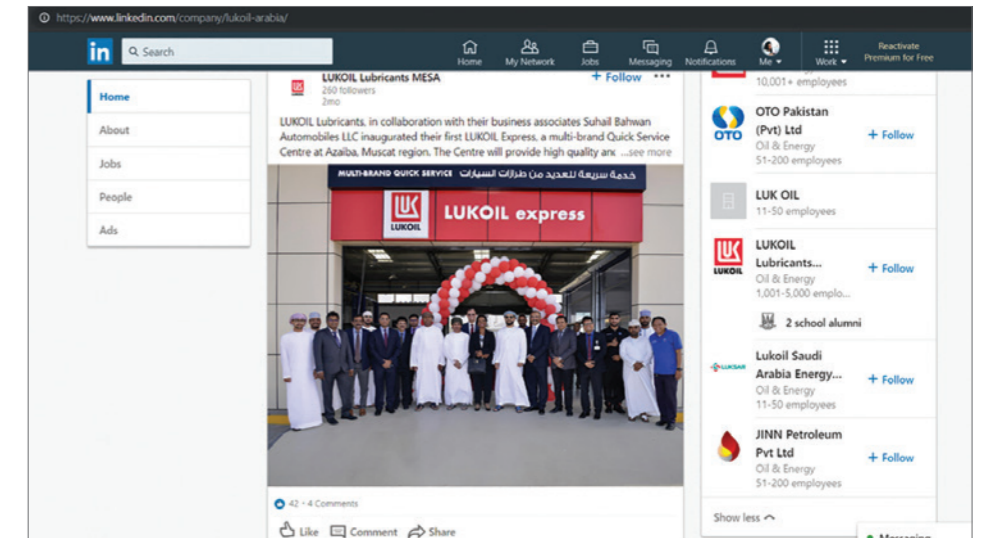 https://www.linkedin.com/company/lukoil-arabia/
in
Search
Home
My Network
Jobs
Messaging
Notifications
Me
Work
Reactivate
Premium for Free
Home
About
Jobs
People
Ads
LUKOIL Lubricants MESA
260 followers
2mo
+ Follow
LUKOIL Lubricants, in collaboration with their business associates Suhail Bahwan
Automobiles LLC inaugurated their first LUKOIL Express, a multi-brand Quick Service
Centre at Azaiba, Muscat region. The Centre will provide high quality and ...see more
MULTI-BRAND QUICK SERVICE خدمة سريعة للعديد من طرازات السيارات
LUKOIL
LUKOIL express
42 · 4 Comments
Like
Comment
Share
10,001+ employees
OTO
OTO Pakistan
(Pvt) Ltd
Oil & Energy
51-200 employees
+ Follow
LUK OIL
11-50 employees
LUKOIL
LUKOIL
Lubricants...
Oil & Energy
1,001-5,000 emplo...
+ Follow
2 school alumni
LUKSAR
Lukoil Saudi
Arabia Energy...
Oil & Energy
11-50 employees
+ Follow
JINN Petroleum
Pvt Ltd
Oil & Energy
51-200 employees
+ Follow
Show less
Messaging